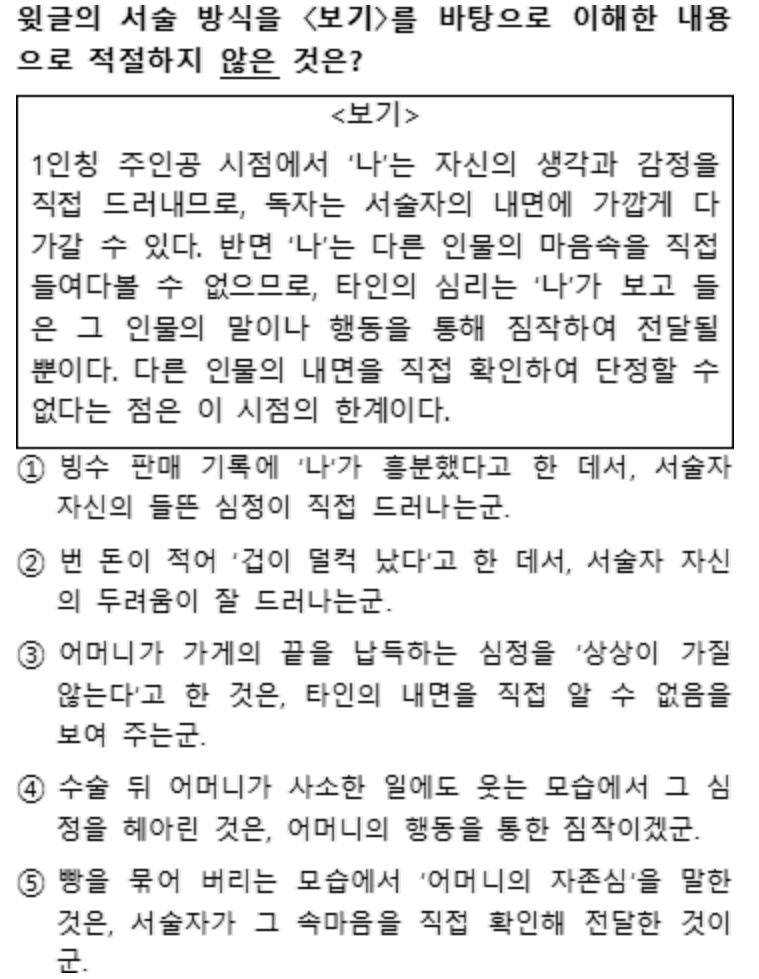 윗글의 서술 방식을 <보기>를 바탕으로 이해한 내용
으로 적절하지 않은 것은?
<보기>
1인칭 주인공 시점에서 '나'는 자신의 생각과 감정을
직접 드러내므로, 독자는 서술자의 내면에 가깝게 다
가갈 수 있다. 반면 '나'는 다른 인물의 마음속을 직접
들여다볼 수 없으므로, 타인의 심리는 '나'가 보고 들
은 그 인물의 말이나 행동을 통해 짐작하여 전달될
뿐이다. 다른 인물의 내면을 직접 확인하여 단정할 수
없다는 점은 이 시점의 한계이다.
① 빙수 판매 기록에 '나'가 흥분했다고 한 데서, 서술자
자신의 들뜬 심정이 직접 드러나는군.
② 번 돈이 적어 '겁이 덜컥 났다'고 한 데서, 서술자 자신
의 두려움이 잘 드러나는군.
③ 어머니가 가게의 끝을 납득하는 심정을 '상상이 가질
않는다'고 한 것은, 타인의 내면을 직접 알 수 없음을
보여 주는군.
④ 수술 뒤 어머니가 사소한 일에도 웃는 모습에서 그 심
정을 헤아린 것은, 어머니의 행동을 통한 짐작이겠군.
⑤ 빵을 묶어 버리는 모습에서 '어머니의 자존심'을 말한
것은, 서술자가 그 속마음을 직접 확인해 전달한 것이
군.